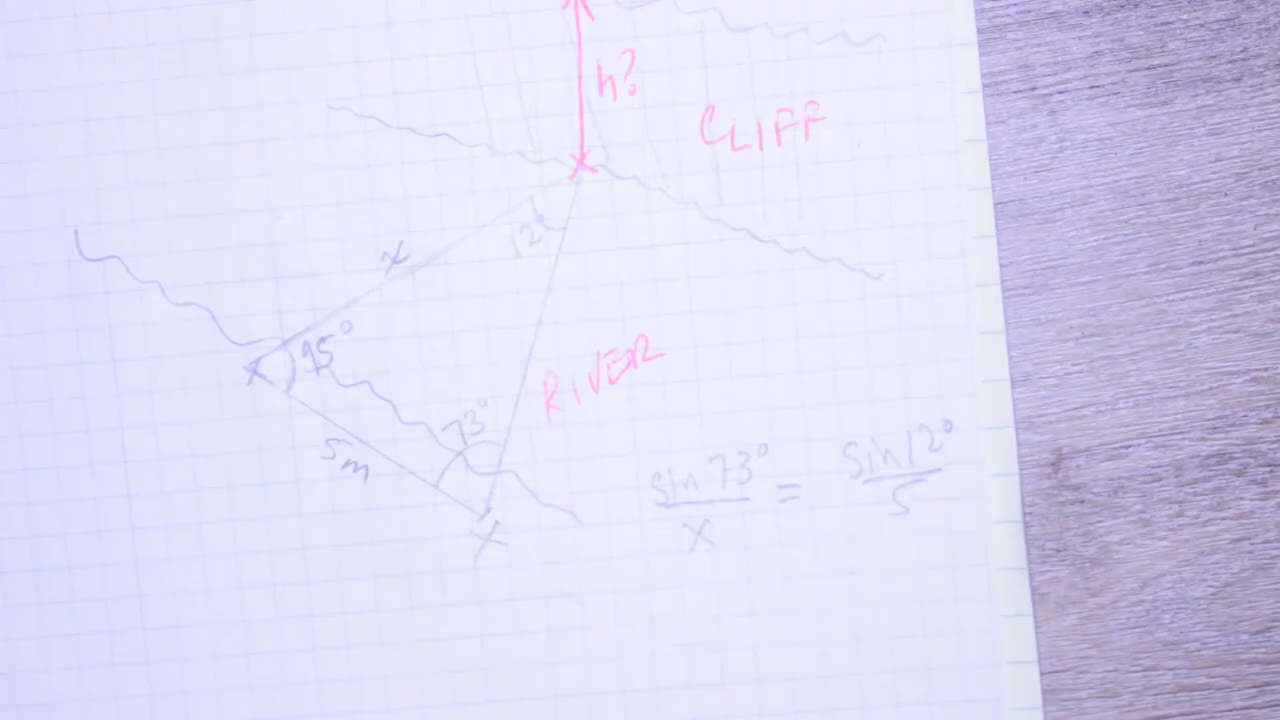 h?
CLIFF
12°
x
95°
RIVER
73°
5m
sin 73° / x = sin 12° / 5
x